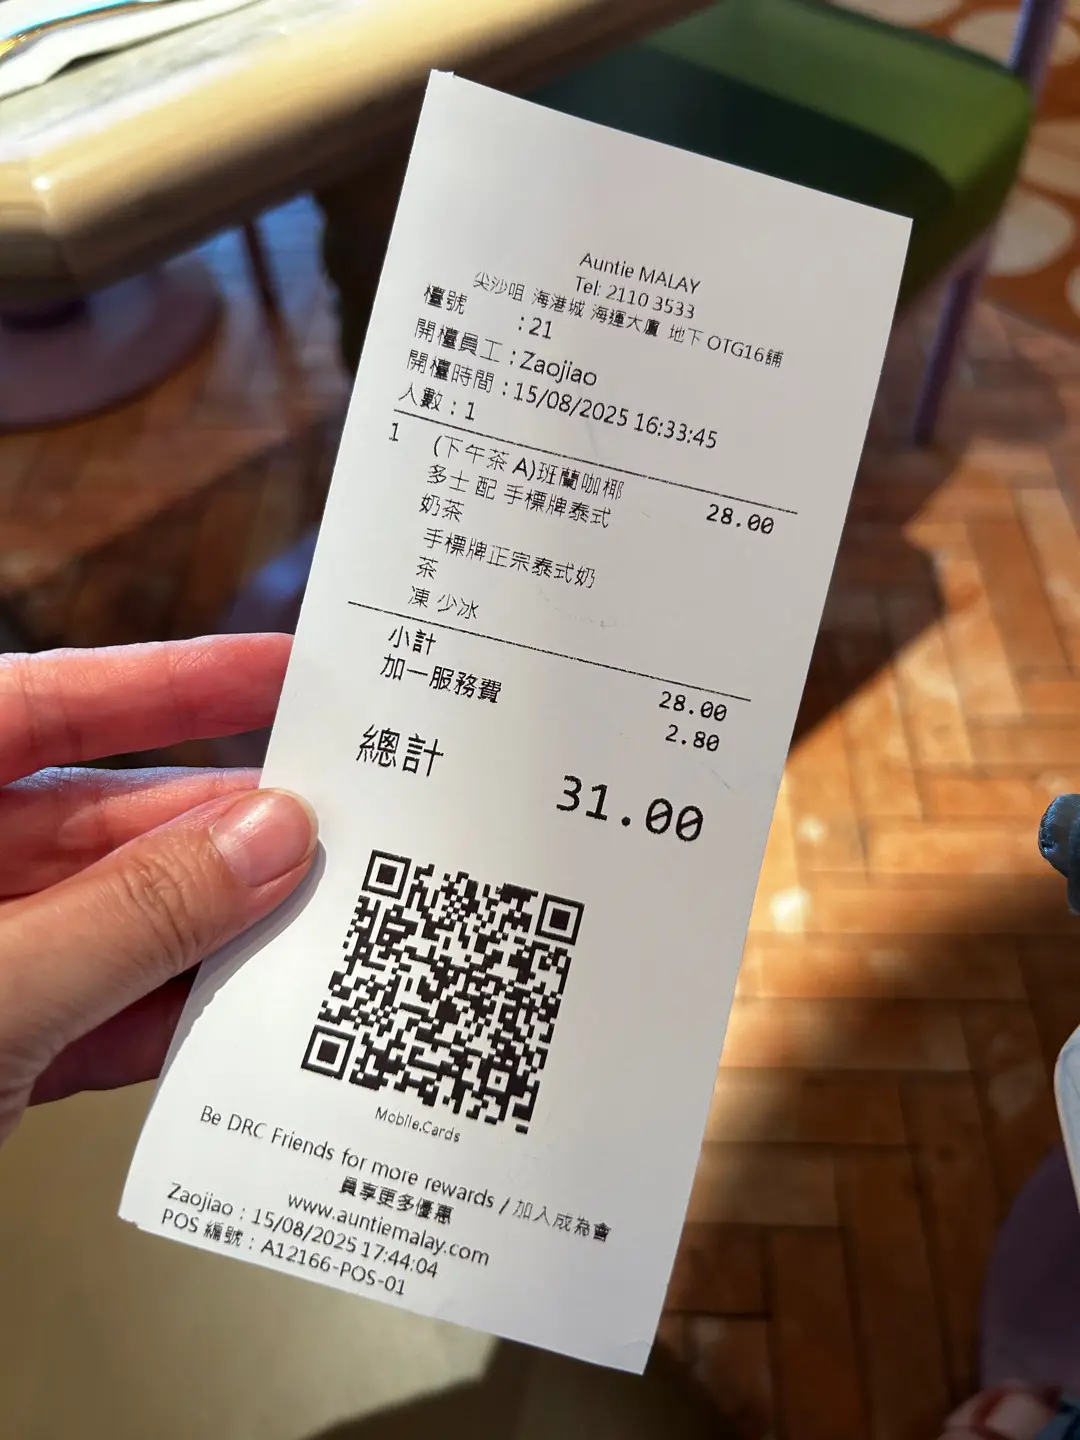 Auntie MALAY
Tel: 2110 3533
尖沙咀 海港城 海運大廈 地下 OTG16舖
檯號 : 21
開檯員工 : Zaojiao
開檯時間 : 15/08/2025 16:33:45
人數 : 1
1 (下午茶 A)班蘭咖椰 28.00
多士 配 手標牌泰式
奶茶
手標牌正宗泰式奶
茶
凍 少冰
小計 28.00
加一服務費 2.80
總計 31.00
Mobile.Cards
Be DRC Friends for more rewards / 加入成為會
員享更多優惠
www.auntiemalay.com
Zaojiao : 15/08/2025 17:44:04
POS 編號 : A12166-POS-01